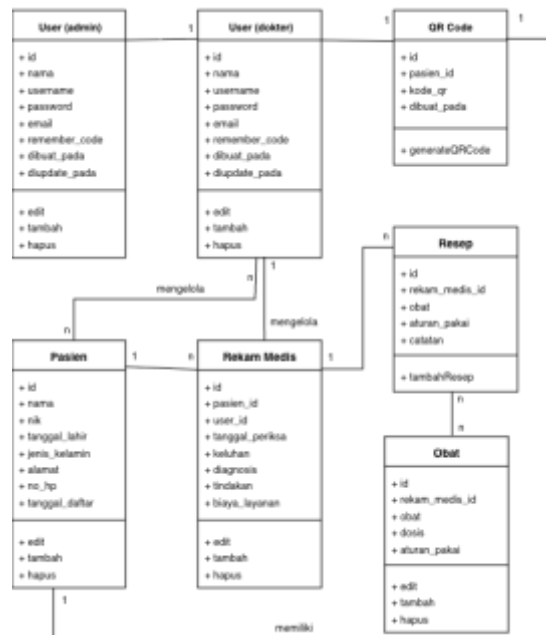 User (admin)
+ id
+ nama
+ username
+ password
+ email
+ remember_code
+ dibuat_pada
+ diupdate_pada
+ edit
+ tambah
+ hapus
1
User (dokter)
+ id
+ nama
+ username
+ password
+ email
+ remember_code
+ dibuat_pada
+ diupdate_pada
+ edit
+ tambah
+ hapus
1
QR Code
+ id
+ pasien_id
+ kode_qr
+ dibuat_pada
+ generateQRCode
1
n
1
mengelola
mengelola
n
n
Resep
+ id
+ rekam_medis_id
+ obat
+ aturan_pakai
+ catatan
+ tambahResep
Pasien
+ id
+ nama
+ nik
+ tanggal_lahir
+ jenis_kelamin
+ alamat
+ no_hp
+ tanggal_daftar
+ edit
+ tambah
+ hapus
1
n
Rekam Medis
+ id
+ pasien_id
+ user_id
+ tanggal_periksa
+ keluhan
+ diagnosis
+ tindakan
+ biaya_layanan
+ edit
+ tambah
+ hapus
1
n
n
Obat
+ id
+ rekam_medis_id
+ obat
+ dosis
+ aturan_pakai
+ edit
+ tambah
+ hapus
1
memiliki